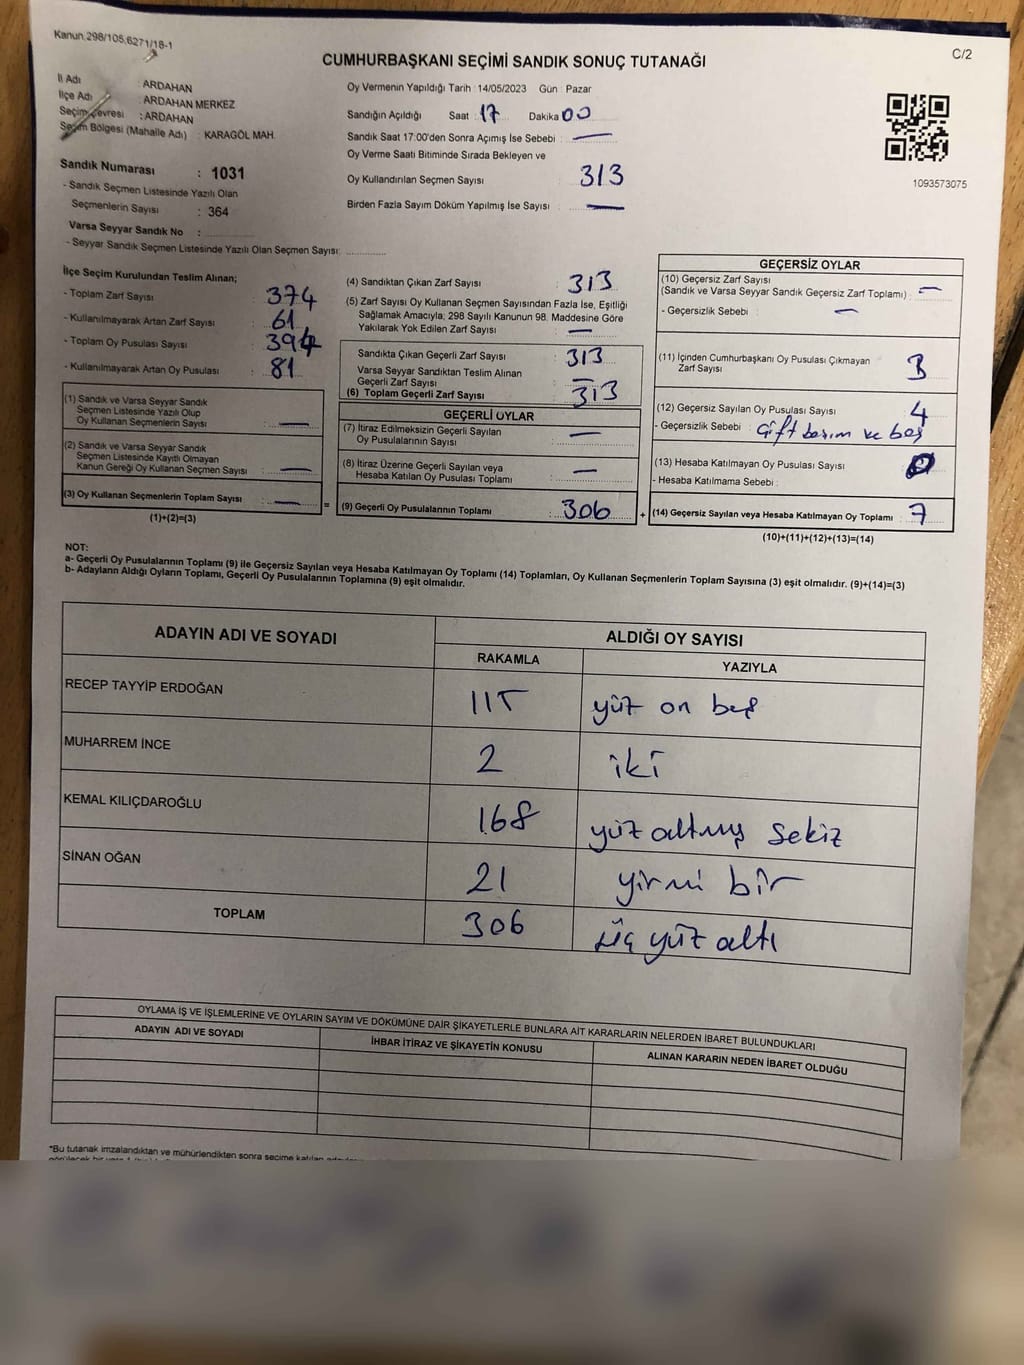 Kanun 298/105,6271/18-1
C/2
CUMHURBAŞKANI SEÇİMİ SANDIK SONUÇ TUTANAĞI
İl Adı : ARDAHAN
İlçe Adı : ARDAHAN MERKEZ
Seçim Çevresi : ARDAHAN
Seçim Bölgesi (Mahalle Adı) : KARAGÖL MAH.
Sandık Numarası : 1031
- Sandık Seçmen Listesinde Yazılı Olan
Seçmenlerin Sayısı : 364
Varsa Seyyar Sandık No :
- Seyyar Sandık Seçmen Listesinde Yazılı Olan Seçmen Sayısı:
Oy Vermenin Yapıldığı Tarih : 14/05/2023 Gün : Pazar
Sandığın Açıldığı Saat : 17 Dakika 00
Sandık Saat 17:00'den Sonra Açımış İse Sebebi : —
Oy Verme Saati Bitiminde Sırada Bekleyen ve
Oy Kullandırılan Seçmen Sayısı : 313
Birden Fazla Sayım Döküm Yapılmış İse Sayısı : —
1093573075
İlçe Seçim Kurulundan Teslim Alınan;
- Toplam Zarf Sayısı : 374
- Kullanılmayarak Artan Zarf Sayısı : 61
- Toplam Oy Pusulası Sayısı : 394
- Kullanılmayarak Artan Oy Pusulası : 81
(1) Sandık ve Varsa Seyyar Sandık
Seçmen Listesinde Yazılı Olup
Oy Kullanan Seçmenlerin Sayısı : —
(2) Sandık ve Varsa Seyyar Sandık
Seçmen Listesinde Kayıtlı Olmayan
Kanun Gereği Oy Kullanan Seçmen Sayısı : —
(3) Oy Kullanan Seçmenlerin Toplam Sayısı : —
(1)+(2)=(3)
=
(4) Sandıktan Çıkan Zarf Sayısı : 313
(5) Zarf Sayısı Oy Kullanan Seçmen Sayısından Fazla İse, Eşitliği
Sağlamak Amacıyla; 298 Sayılı Kanunun 98. Maddesine Göre
Yakılarak Yok Edilen Zarf Sayısı : —
Sandıkta Çıkan Geçerli Zarf Sayısı : 313
Varsa Seyyar Sandıktan Teslim Alınan
Geçerli Zarf Sayısı : —
(6) Toplam Geçerli Zarf Sayısı : 313
GEÇERLİ OYLAR
(7) İtiraz Edilmeksizin Geçerli Sayılan
Oy Pusulalarının Sayısı : —
(8) İtiraz Üzerine Geçerli Sayılan veya
Hesaba Katılan Oy Pusulası Toplamı : —
(9) Geçerli Oy Pusulalarının Toplamı : 306
+
GEÇERSİZ OYLAR
(10) Geçersiz Zarf Sayısı
(Sandık ve Varsa Seyyar Sandık Geçersiz Zarf Toplamı) : —
- Geçersizlik Sebebi : —
(11) İçinden Cumhurbaşkanı Oy Pusulası Çıkmayan
Zarf Sayısı : 3
(12) Geçersiz Sayılan Oy Pusulası Sayısı : 4
- Geçersizlik Sebebi : Çift basım ve boş
(13) Hesaba Katılmayan Oy Pusulası Sayısı : 0
- Hesaba Katılmama Sebebi :
(14) Geçersiz Sayılan veya Hesaba Katılmayan Oy Toplamı : 7
(10)+(11)+(12)+(13)=(14)
NOT:
a- Geçerli Oy Pusulalarının Toplamı (9) ile Geçersiz Sayılan veya Hesaba Katılmayan Oy Toplamı (14) Toplamları, Oy Kullanan Seçmenlerin Toplam Sayısına (3) eşit olmalıdır. (9)+(14)=(3)
b- Adayların Aldığı Oyların Toplamı, Geçerli Oy Pusulalarının Toplamına (9) eşit olmalıdır.
ADAYIN ADI VE SOYADI ALDIĞI OY SAYISI
RAKAMLA YAZIYLA
RECEP TAYYİP ERDOĞAN 115 yüz on beş
MUHARREM İNCE 2 iki
KEMAL KILIÇDAROĞLU 168 yüz altmış sekiz
SİNAN OĞAN 21 yirmi bir
TOPLAM 306 üç yüz altı
OYLAMA İŞ VE İŞLEMLERİNE VE OYLARIN SAYIM VE DÖKÜMÜNE DAİR ŞİKAYETLERLE BUNLARA AİT KARARLARIN NELERDEN İBARET BULUNDUKLARI
ADAYIN ADI VE SOYADI İHBAR İTİRAZ VE ŞİKAYETİN KONUSU ALINAN KARARIN NEDEN İBARET OLDUĞU
*Bu tutanak imzalandıktan ve mühürlendikten sonra seçime katılan